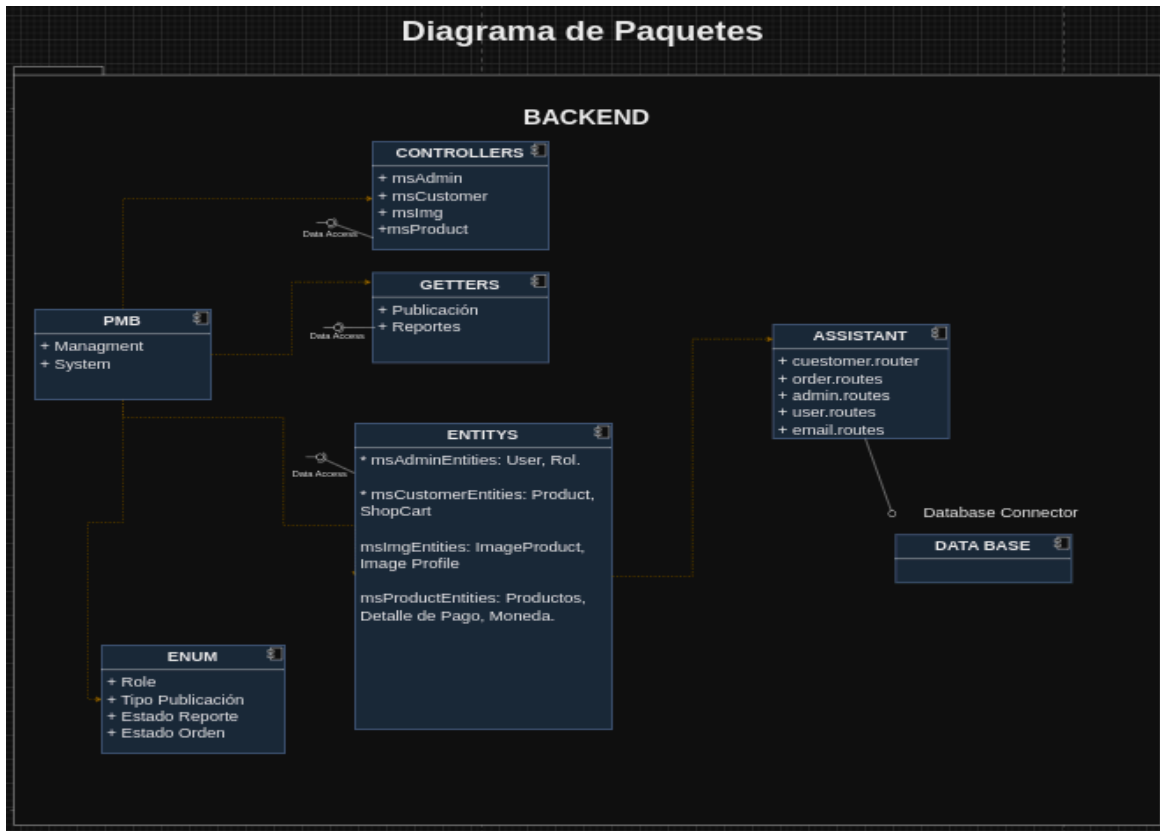 Diagrama de Paquetes
BACKEND
CONTROLLERS
+ msAdmin
+ msCustomer
+ msImg
+msProduct
Data Access
GETTERS
+ Publicación
+ Reportes
Data Access
PMB
+ Managment
+ System
ASSISTANT
+ cuestomer.router
+ order.routes
+ admin.routes
+ user.routes
+ email.routes
ENTITYS
* msAdminEntities: User, Rol.
* msCustomerEntities: Product,
ShopCart
msImgEntities: ImageProduct,
Image Profile
msProductEntities: Productos,
Detalle de Pago, Moneda.
Data Access
Database Connector
DATA BASE
ENUM
+ Role
+ Tipo Publicación
+ Estado Reporte
+ Estado Orden